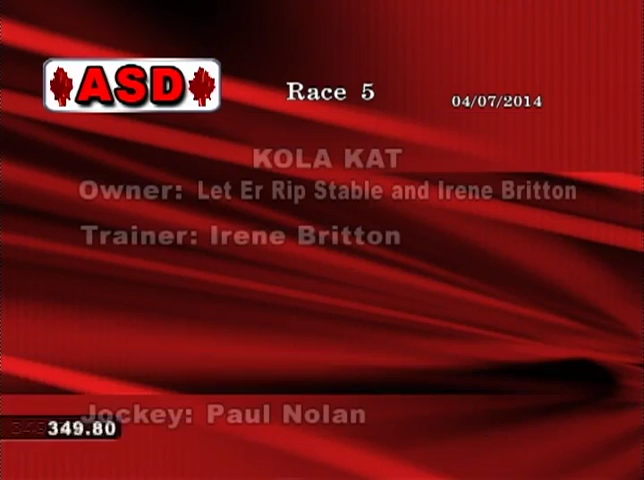 ASD
Race 5
04/07/2014
KOLA KAT
Owner: Let Er Rip Stable and Irene Britton
Trainer: Irene Britton
Jockey: Paul Nolan
349.80